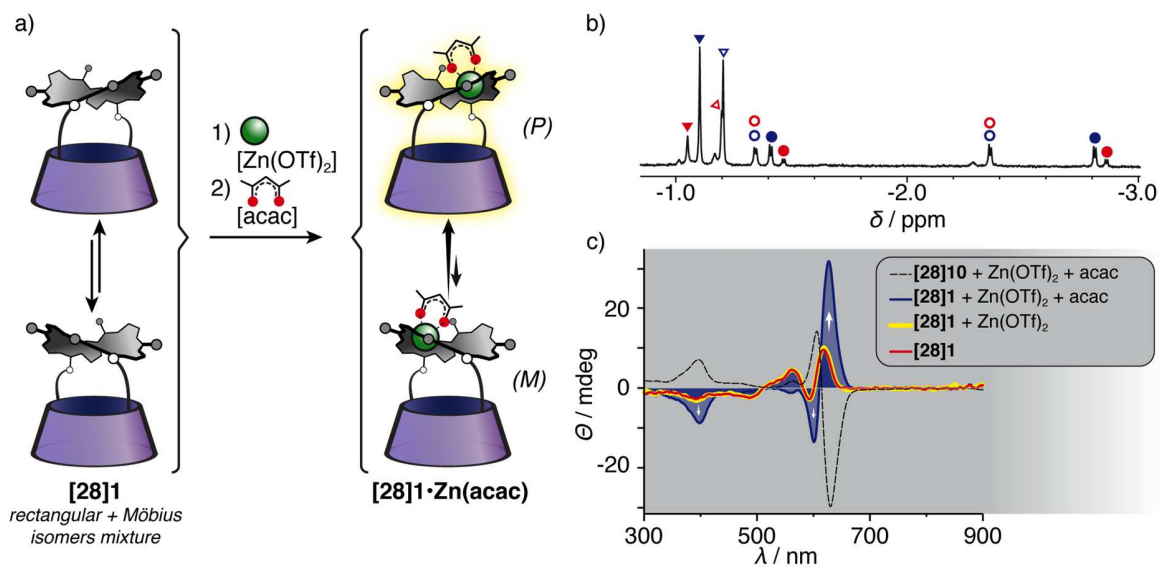 a)
1)
[Zn(OTf)₂]
2)
[acac]
(P)
(M)
[28]1
rectangular + Möbius
isomers mixture
[28]1•Zn(acac)
b)
-1.0
-2.0
-3.0
δ / ppm
c)
[28]10 + Zn(OTf)₂ + acac
[28]1 + Zn(OTf)₂ + acac
[28]1 + Zn(OTf)₂
[28]1
20
0
-20
Θ / mdeg
300
500
700
900
λ / nm